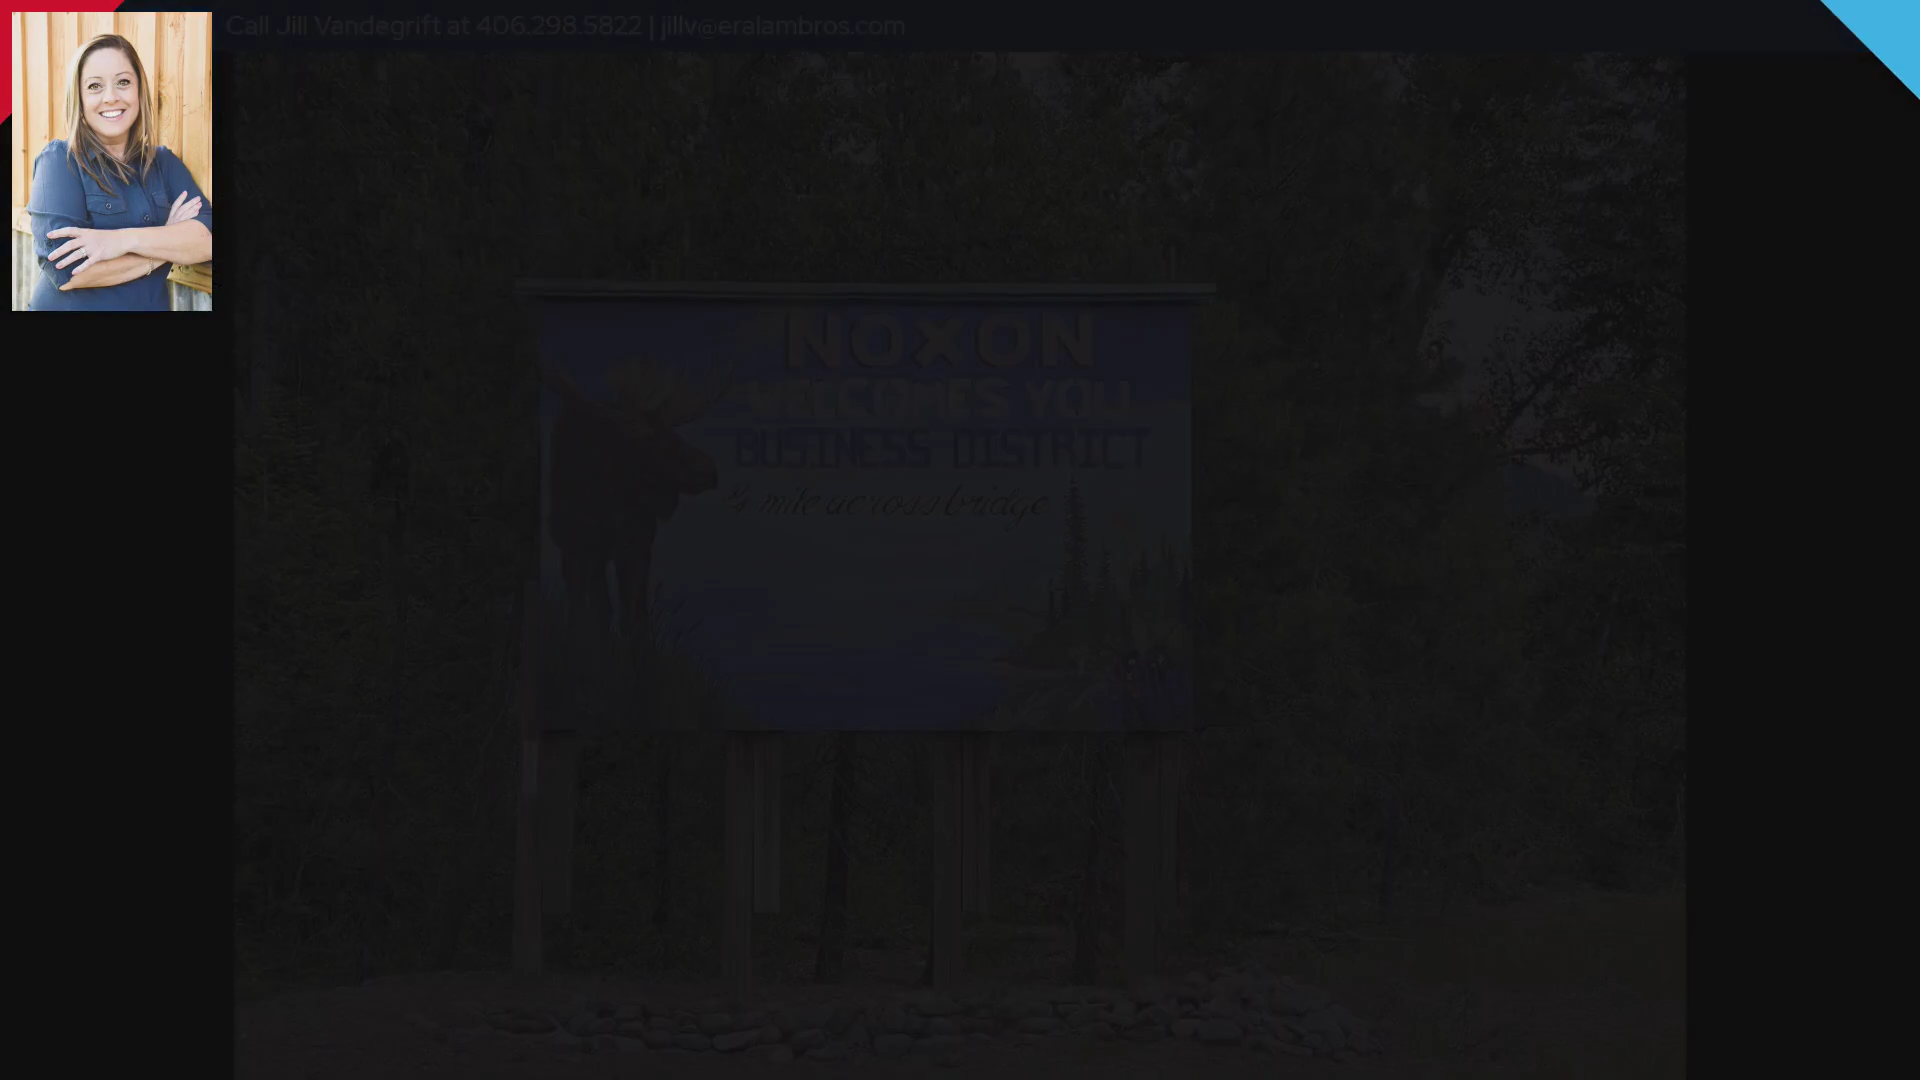 Call Jill Vandegrift at 406.298.5822 | jillv@eralambros.com
NOXON
WELCOMES YOU
BUSINESS DISTRICT
½ mile across bridge